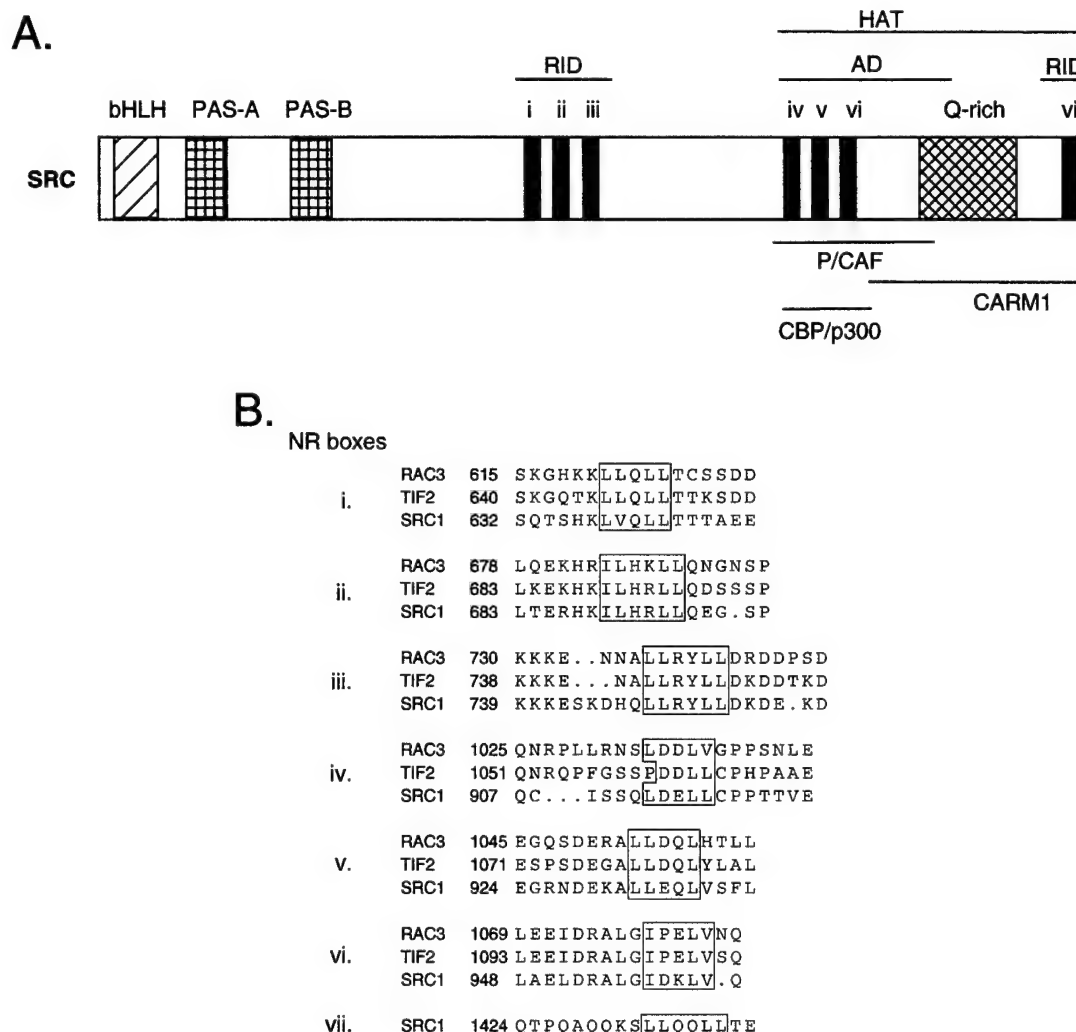 A.
HAT
RID AD RID
bHLH PAS-A PAS-B i ii iii iv v vi Q-rich vi
SRC
P/CAF
CARM1
CBP/p300
B.
NR boxes
i.
RAC3 615 SKGHKKLLQLLTCSSDD
TIF2 640 SKGQTKLLQLLTTKSDD
SRC1 632 SQTSHKLVQLLTTTAEE
ii.
RAC3 678 LQEKHRILHKLLQNGNSP
TIF2 683 LKEKHKILHRLLQDSSSP
SRC1 683 LTERHKILHRLLQEG.SP
iii.
RAC3 730 KKKE..NNALLRYLLDRDDPSD
TIF2 738 KKKE...NALLRYLLDKDDTKD
SRC1 739 KKKESKDHQLLRYLLDKDE.KD
iv.
RAC3 1025 QNRPLLRNSLDDLVGPPSNLE
TIF2 1051 QNRQPFGSSPDDLLCPHPAAE
SRC1 907 QC...ISSQLDELLCPPTTVE
v.
RAC3 1045 EGQSDERALLDQLHTLL
TIF2 1071 ESPSDEGALLDQLYLAL
SRC1 924 EGRNDEKALLEQLVSFL
vi.
RAC3 1069 LEEIDRALGIPELVNQ
TIF2 1093 LEEIDRALGIPELVSQ
SRC1 948 LAELDRALGIDKLV.Q
vii. SRC1 1424 QTPQAQQKSLLQQLLTE